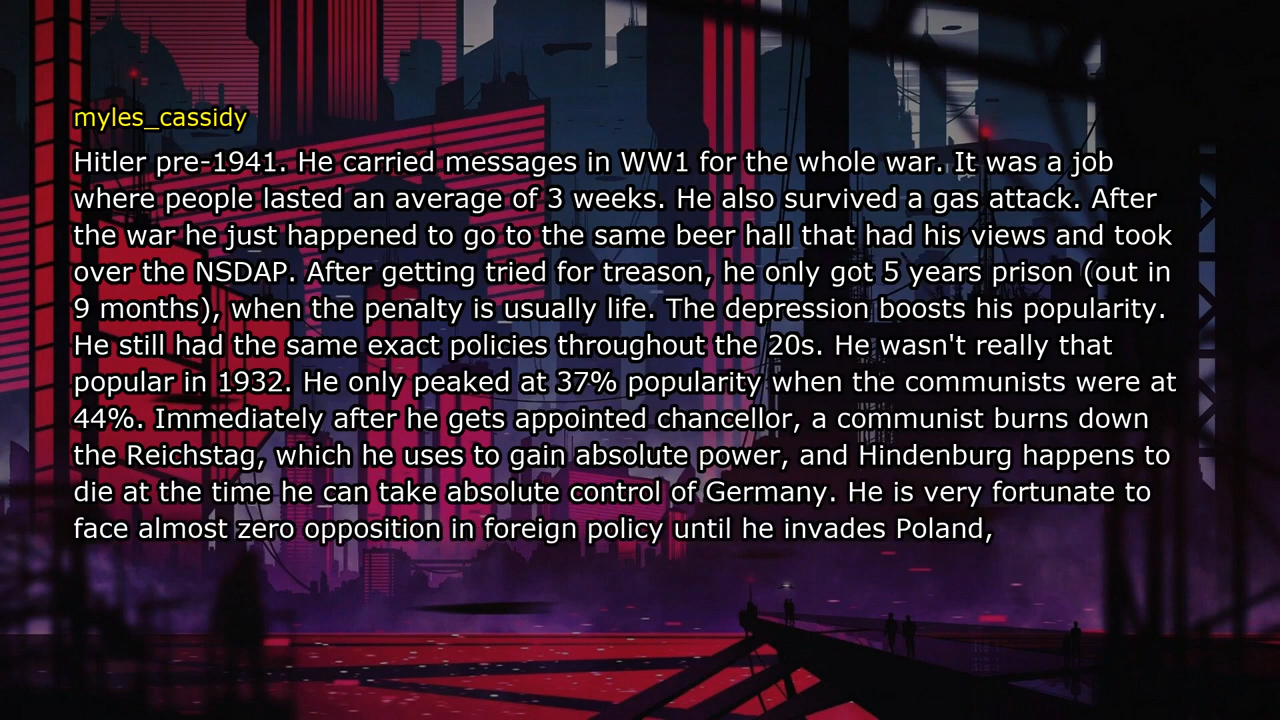 myles_cassidy
Hitler pre-1941. He carried messages in WW1 for the whole war. It was a job
where people lasted an average of 3 weeks. He also survived a gas attack. After
the war he just happened to go to the same beer hall that had his views and took
over the NSDAP. After getting tried for treason, he only got 5 years prison (out in
9 months), when the penalty is usually life. The depression boosts his popularity.
He still had the same exact policies throughout the 20s. He wasn't really that
popular in 1932. He only peaked at 37% popularity when the communists were at
44%. Immediately after he gets appointed chancellor, a communist burns down
the Reichstag, which he uses to gain absolute power, and Hindenburg happens to
die at the time he can take absolute control of Germany. He is very fortunate to
face almost zero opposition in foreign policy until he invades Poland,